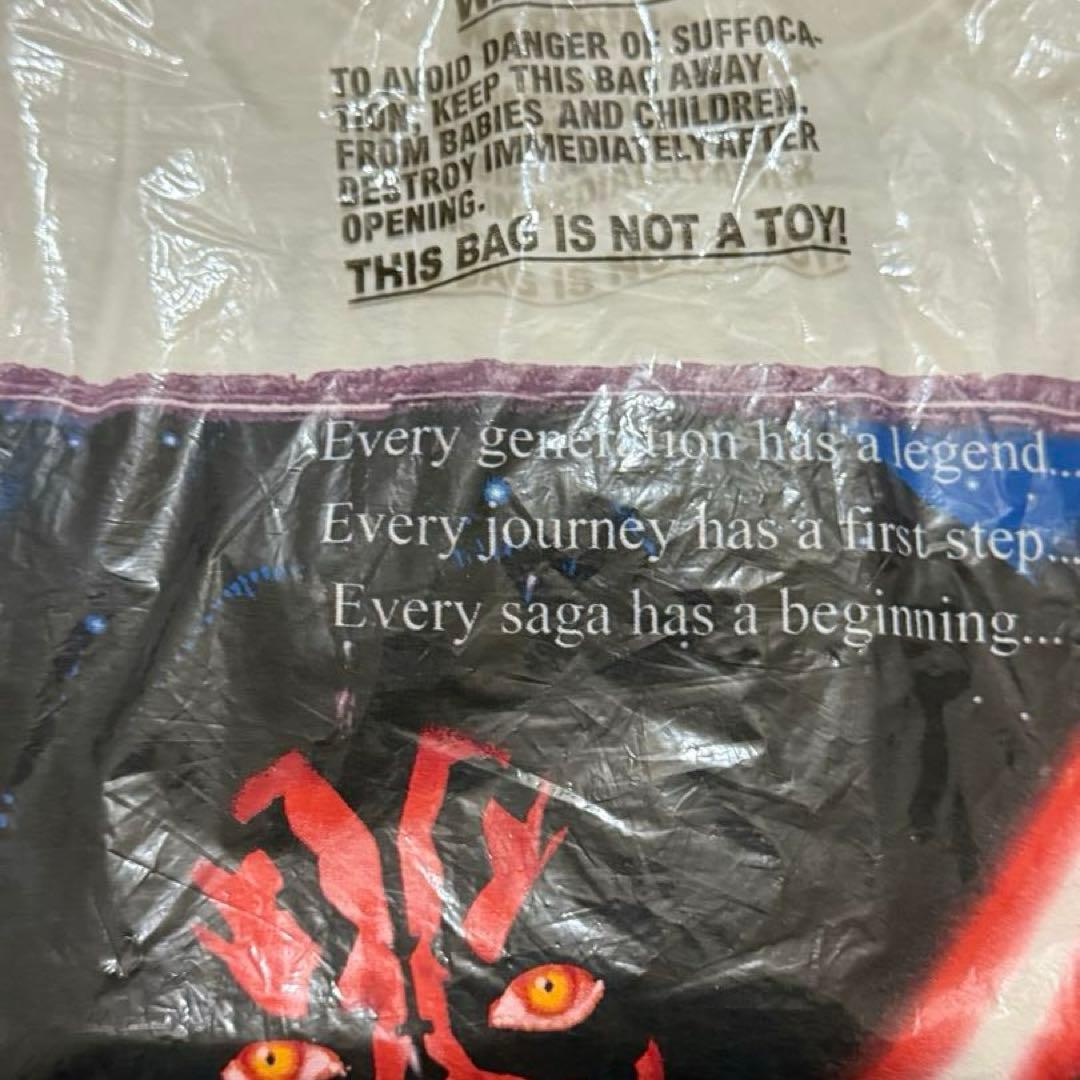 TO AVOID DANGER OF SUFFOCA-
TION, KEEP THIS BAG AWAY
FROM BABIES AND CHILDREN.
DESTROY IMMEDIATELY AFTER
OPENING.
THIS BAG IS NOT A TOY!
Every generation has a legend...
Every journey has a first step...
Every saga has a beginning...